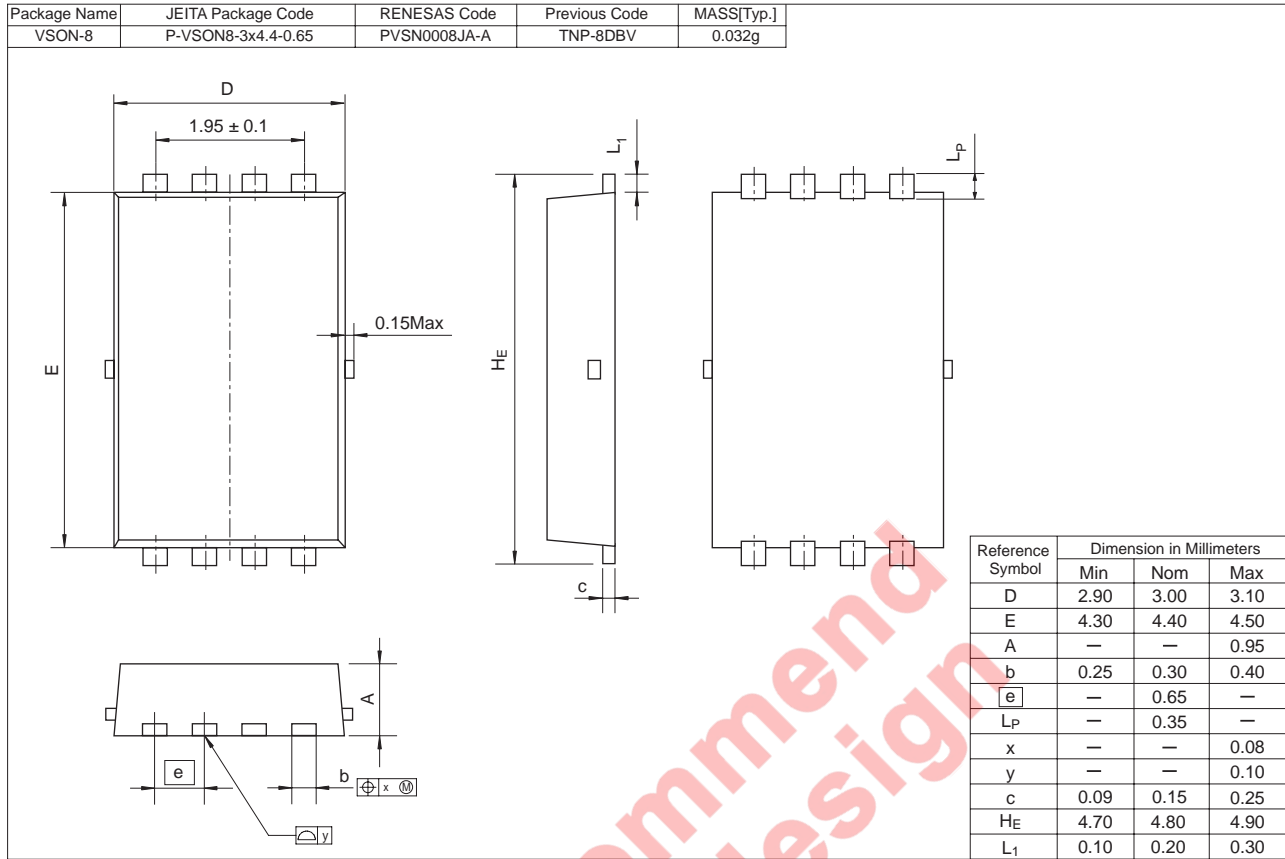 Package Name JEITA Package Code RENESAS Code Previous Code MASS[Typ.]
VSON-8 P-VSON8-3x4.4-0.65 PVSN0008JA-A TNP-8DBV 0.032g
D
1.95 ± 0.1
L1
LP
E
0.15Max
HE
c
A
e
b
x Ⓜ
y
Reference Symbol Dimension in Millimeters
Min Nom Max
D 2.90 3.00 3.10
E 4.30 4.40 4.50
A — — 0.95
b 0.25 0.30 0.40
e — 0.65 —
LP — 0.35 —
x — — 0.08
y — — 0.10
c 0.09 0.15 0.25
HE 4.70 4.80 4.90
L1 0.10 0.20 0.30
design